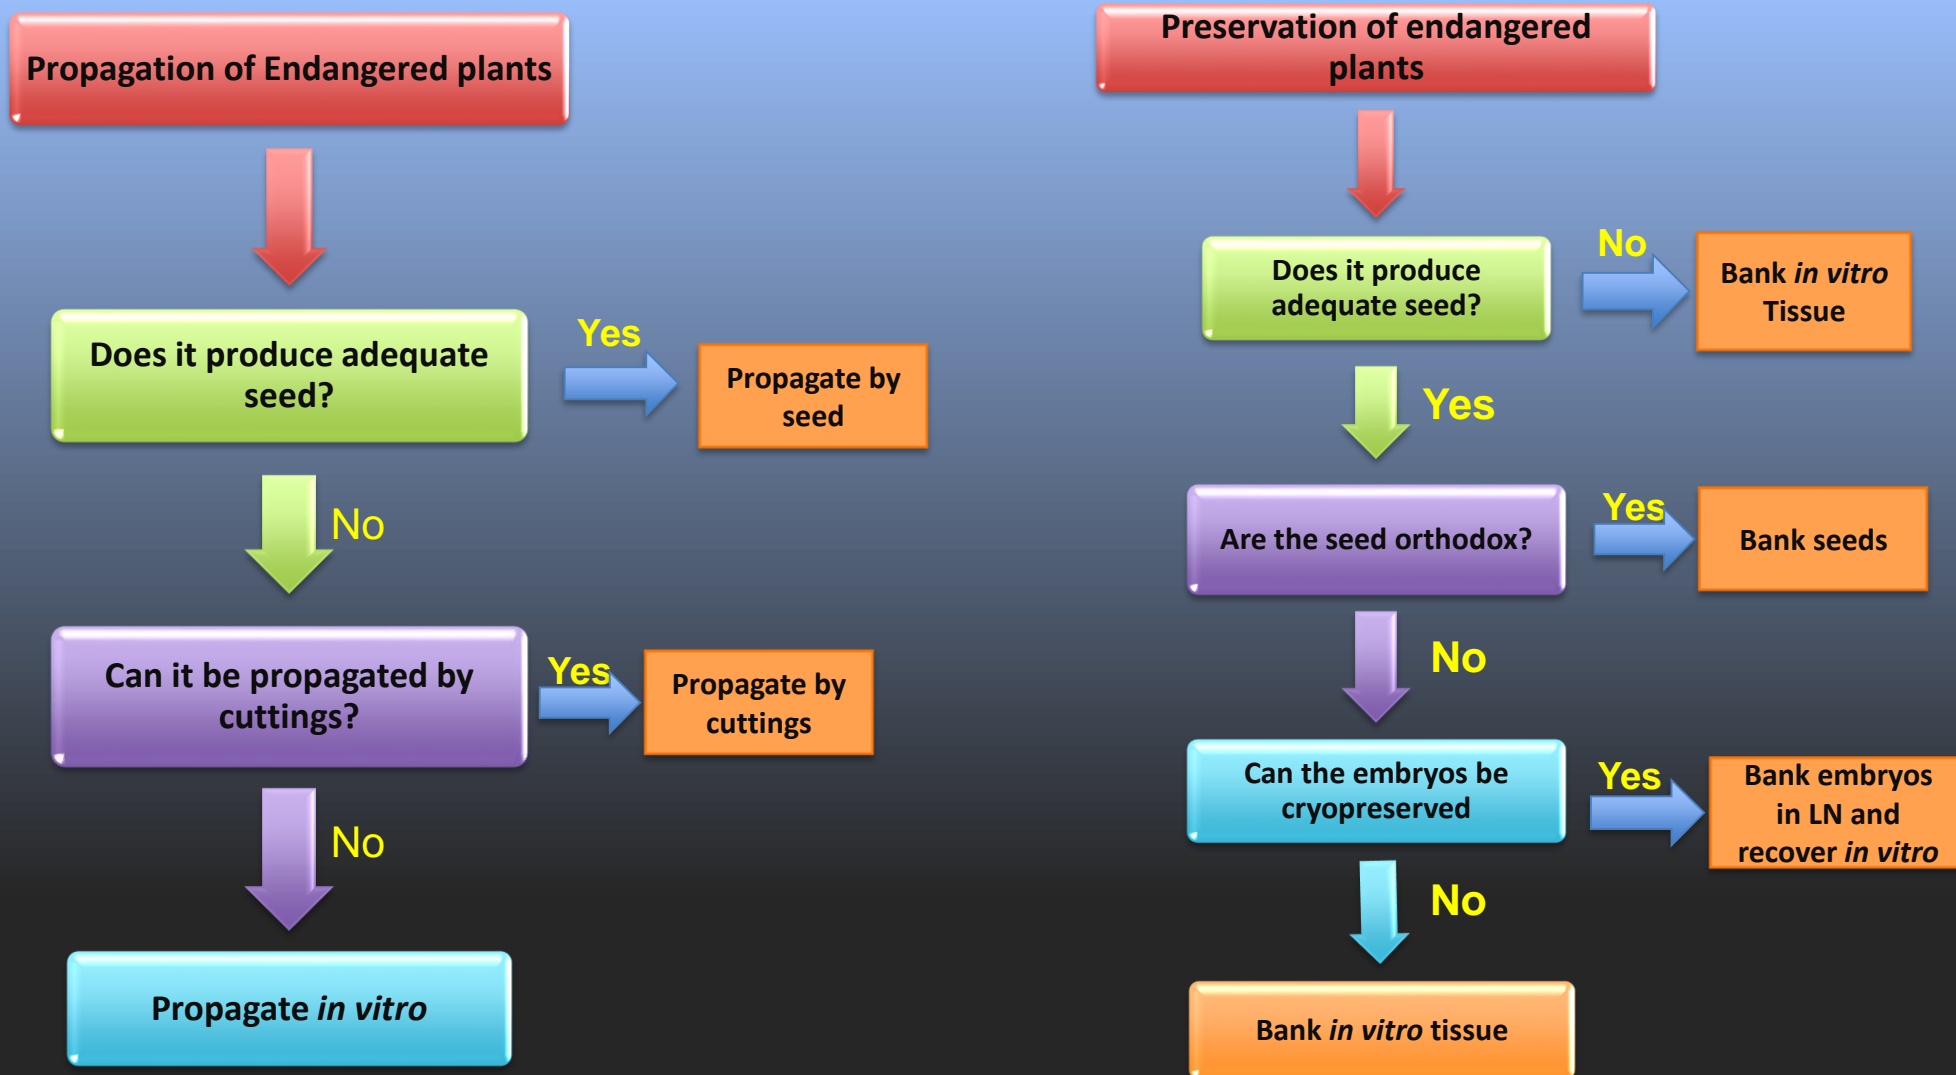 Propagation of Endangered plants
Does it produce adequate
seed?
Yes
Propagate by
seed
No
Can it be propagated by
cuttings?
Yes
Propagate by
cuttings
No
Propagate in vitro
Preservation of endangered
plants
Does it produce
adequate seed?
No
Bank in vitro
Tissue
Yes
Are the seed orthodox?
Yes
Bank seeds
No
Can the embryos be
cryopreserved
Yes
Bank embryos
in LN and
recover in vitro
No
Bank in vitro tissue